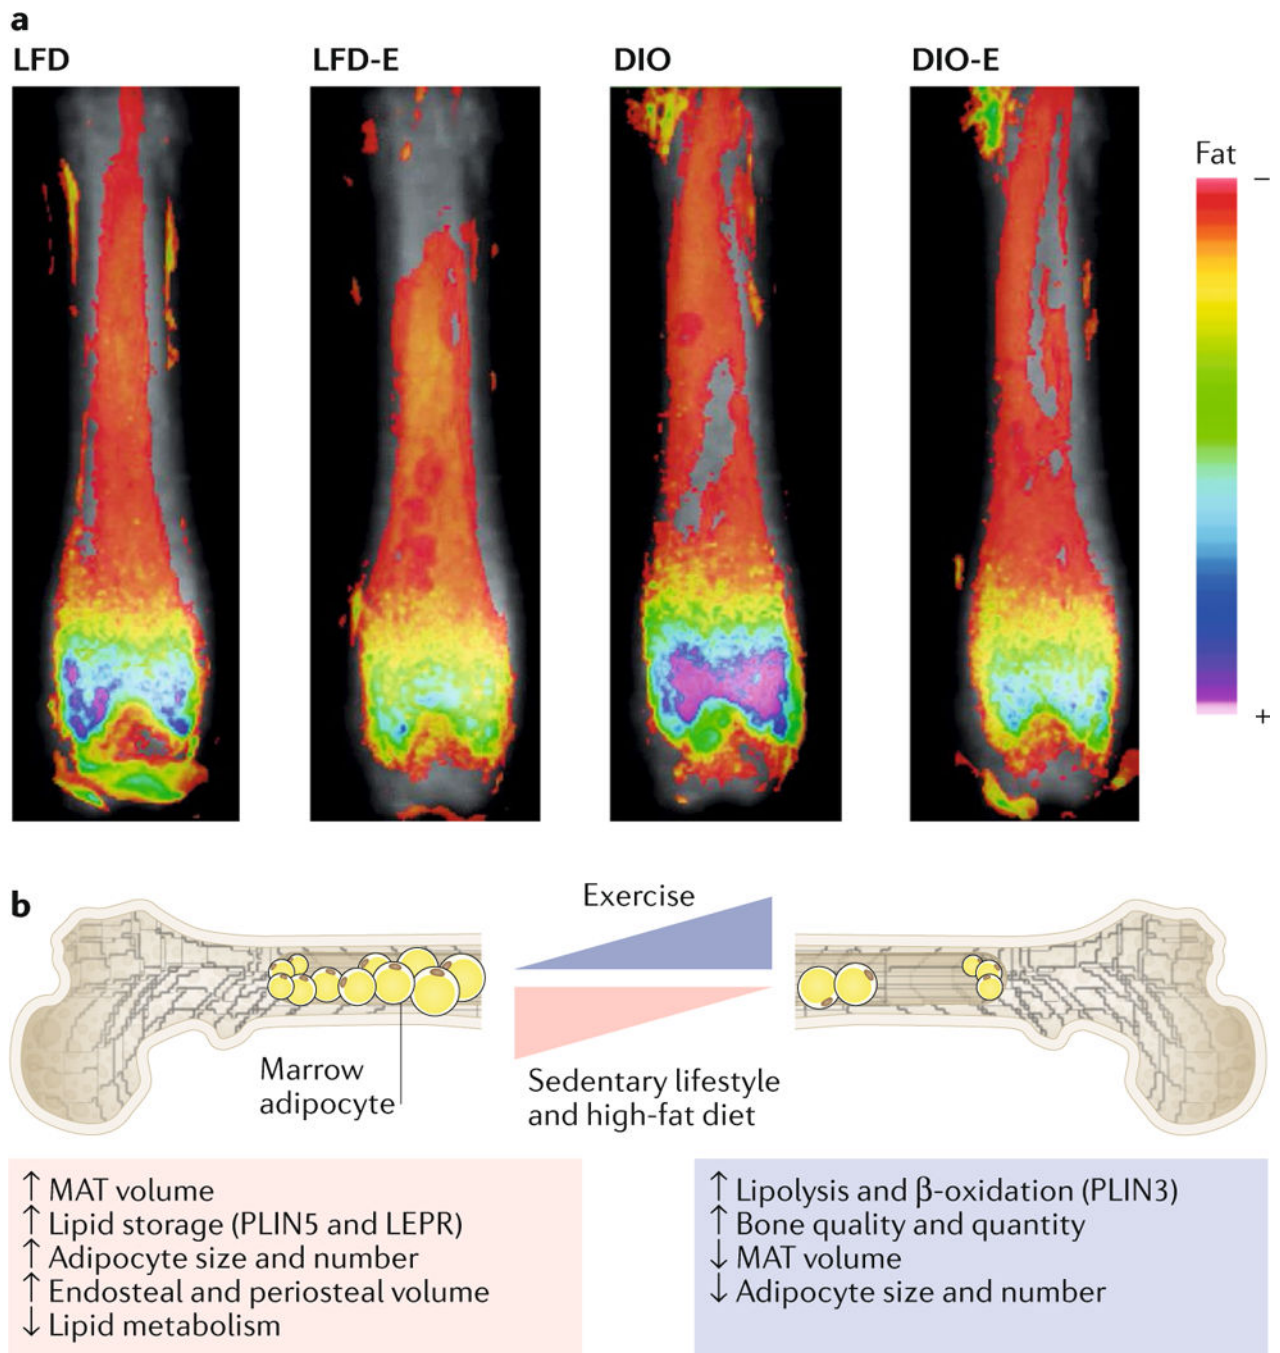 a
LFD
LFD-E
DIO
DIO-E
Fat
–
+
b
Exercise
Marrow
adipocyte
Sedentary lifestyle
and high-fat diet
↑ MAT volume
↑ Lipid storage (PLIN5 and LEPR)
↑ Adipocyte size and number
↑ Endosteal and periosteal volume
↓ Lipid metabolism
↑ Lipolysis and β-oxidation (PLIN3)
↑ Bone quality and quantity
↓ MAT volume
↓ Adipocyte size and number